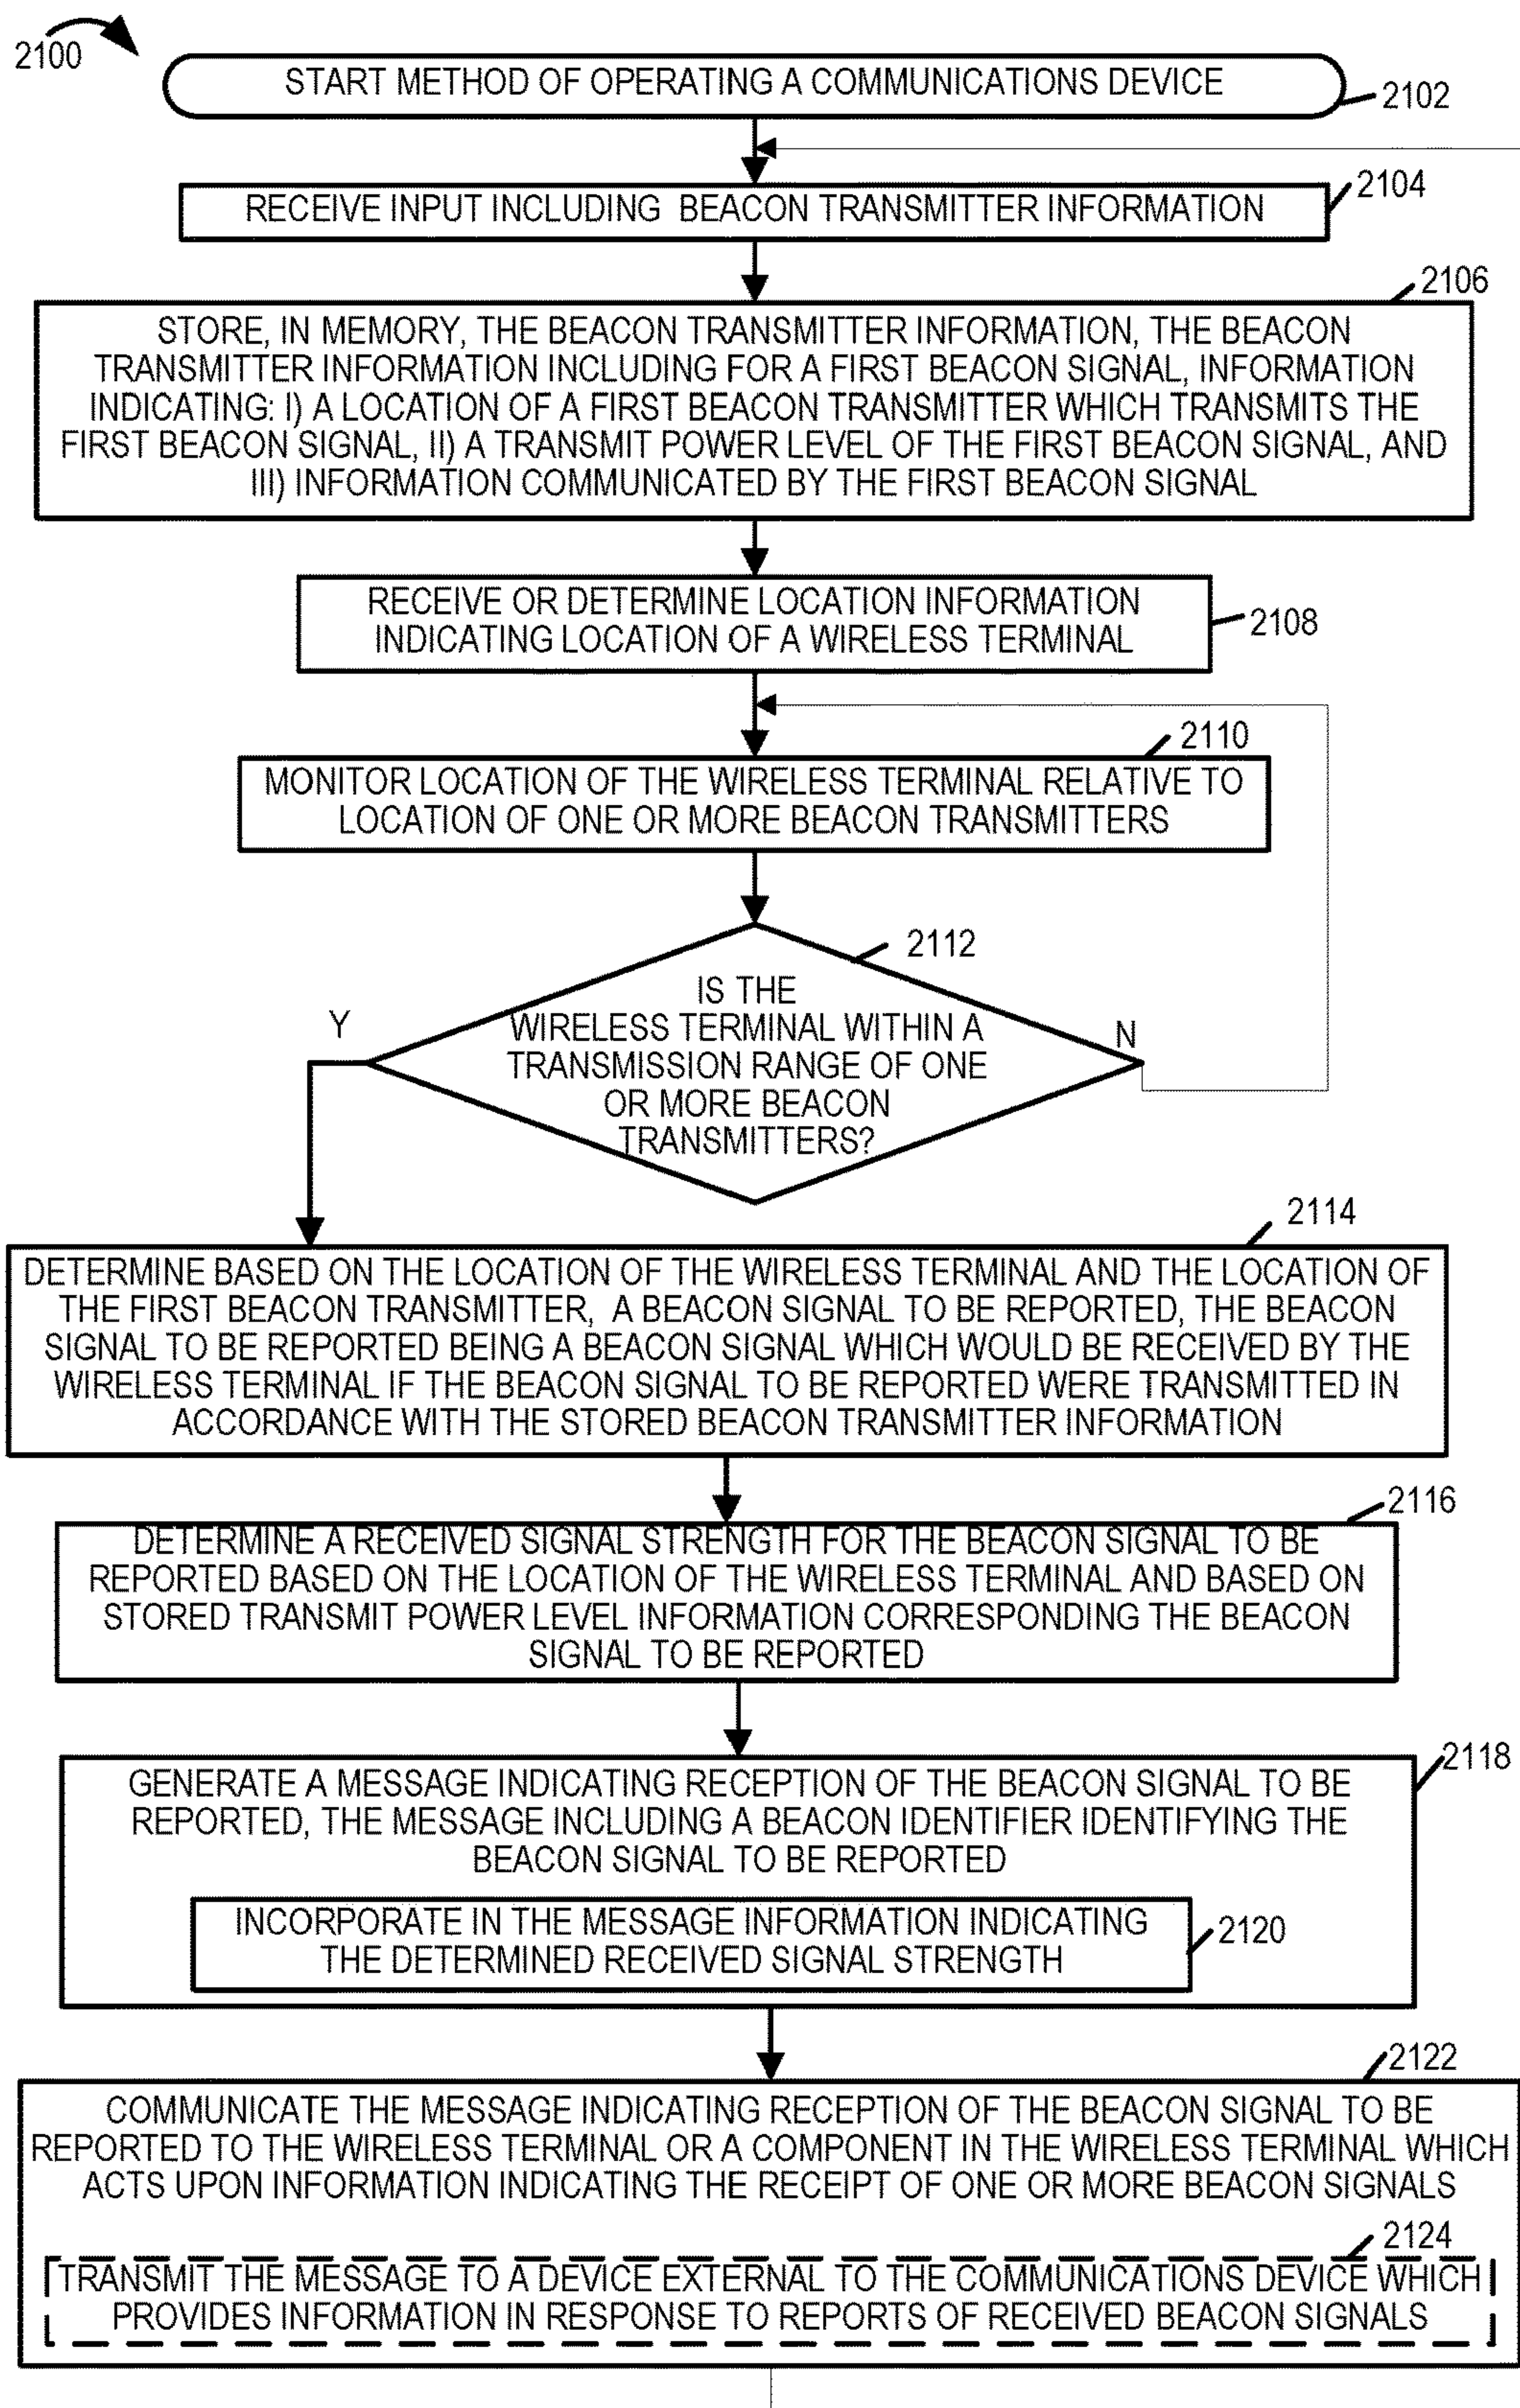 2100
START METHOD OF OPERATING A COMMUNICATIONS DEVICE
2102
RECEIVE INPUT INCLUDING BEACON TRANSMITTER INFORMATION
2104
2106
STORE, IN MEMORY, THE BEACON TRANSMITTER INFORMATION, THE BEACON
TRANSMITTER INFORMATION INCLUDING FOR A FIRST BEACON SIGNAL, INFORMATION
INDICATING: I) A LOCATION OF A FIRST BEACON TRANSMITTER WHICH TRANSMITS THE
FIRST BEACON SIGNAL, II) A TRANSMIT POWER LEVEL OF THE FIRST BEACON SIGNAL, AND
III) INFORMATION COMMUNICATED BY THE FIRST BEACON SIGNAL
RECEIVE OR DETERMINE LOCATION INFORMATION
INDICATING LOCATION OF A WIRELESS TERMINAL
2108
2110
MONITOR LOCATION OF THE WIRELESS TERMINAL RELATIVE TO
LOCATION OF ONE OR MORE BEACON TRANSMITTERS
2112
IS THE
WIRELESS TERMINAL WITHIN A
TRANSMISSION RANGE OF ONE
OR MORE BEACON
TRANSMITTERS?
Y
N
2114
DETERMINE BASED ON THE LOCATION OF THE WIRELESS TERMINAL AND THE LOCATION OF
THE FIRST BEACON TRANSMITTER, A BEACON SIGNAL TO BE REPORTED, THE BEACON
SIGNAL TO BE REPORTED BEING A BEACON SIGNAL WHICH WOULD BE RECEIVED BY THE
WIRELESS TERMINAL IF THE BEACON SIGNAL TO BE REPORTED WERE TRANSMITTED IN
ACCORDANCE WITH THE STORED BEACON TRANSMITTER INFORMATION
2116
DETERMINE A RECEIVED SIGNAL STRENGTH FOR THE BEACON SIGNAL TO BE
REPORTED BASED ON THE LOCATION OF THE WIRELESS TERMINAL AND BASED ON
STORED TRANSMIT POWER LEVEL INFORMATION CORRESPONDING THE BEACON
SIGNAL TO BE REPORTED
2118
GENERATE A MESSAGE INDICATING RECEPTION OF THE BEACON SIGNAL TO BE
REPORTED, THE MESSAGE INCLUDING A BEACON IDENTIFIER IDENTIFYING THE
BEACON SIGNAL TO BE REPORTED
INCORPORATE IN THE MESSAGE INFORMATION INDICATING
THE DETERMINED RECEIVED SIGNAL STRENGTH
2120
2122
COMMUNICATE THE MESSAGE INDICATING RECEPTION OF THE BEACON SIGNAL TO BE
REPORTED TO THE WIRELESS TERMINAL OR A COMPONENT IN THE WIRELESS TERMINAL WHICH
ACTS UPON INFORMATION INDICATING THE RECEIPT OF ONE OR MORE BEACON SIGNALS
2124
TRANSMIT THE MESSAGE TO A DEVICE EXTERNAL TO THE COMMUNICATIONS DEVICE WHICH
PROVIDES INFORMATION IN RESPONSE TO REPORTS OF RECEIVED BEACON SIGNALS